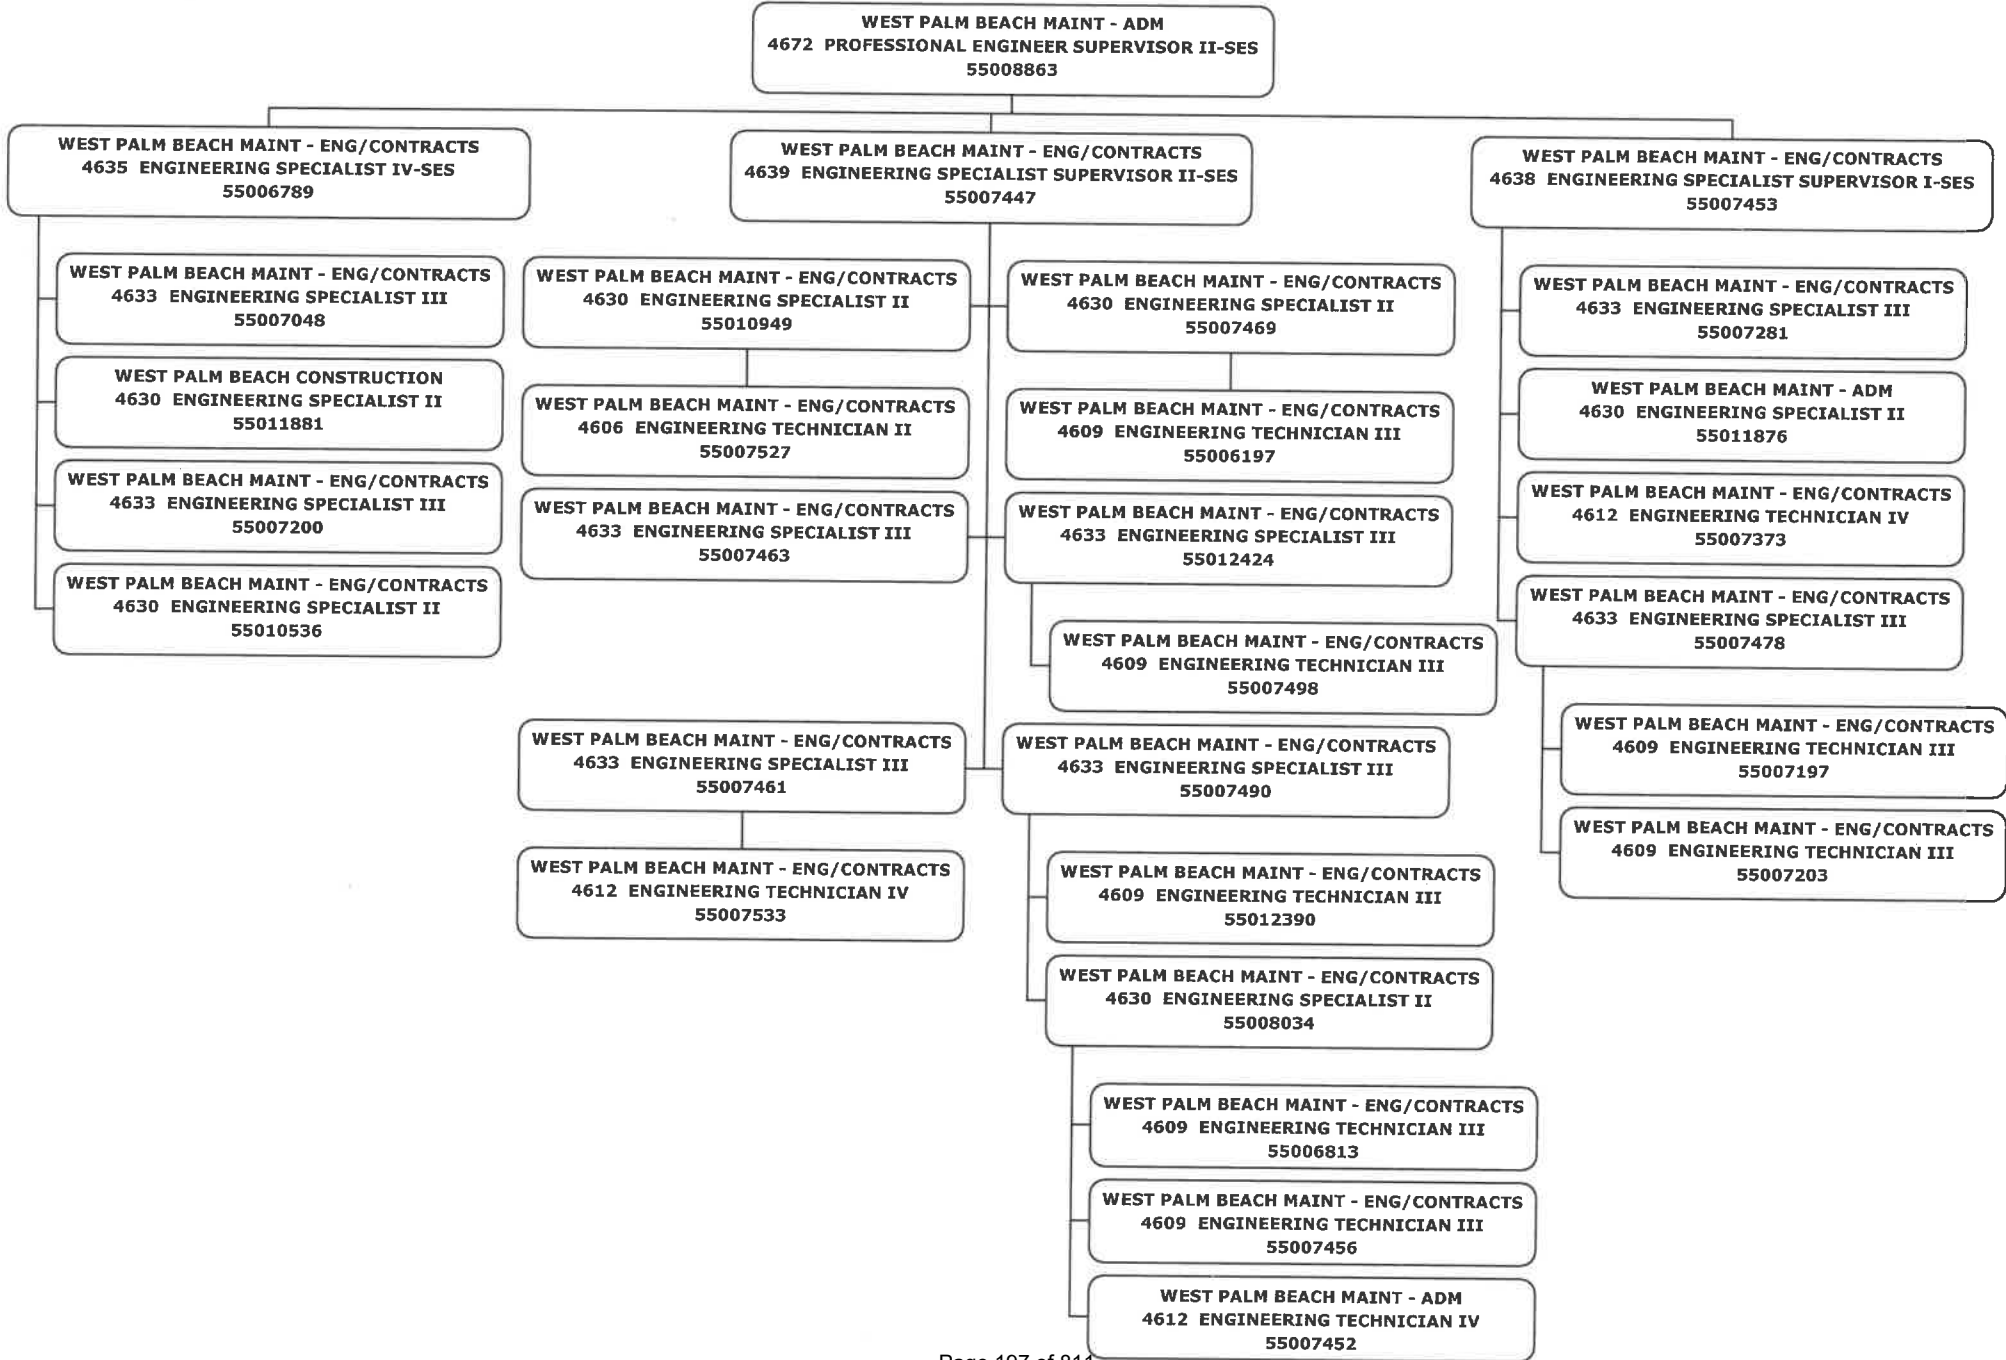 WEST PALM BEACH MAINT - ADM
4672 PROFESSIONAL ENGINEER SUPERVISOR II-SES
55008863
WEST PALM BEACH MAINT - ENG/CONTRACTS
4635 ENGINEERING SPECIALIST IV-SES
55006789
WEST PALM BEACH MAINT - ENG/CONTRACTS
4633 ENGINEERING SPECIALIST III
55007048
WEST PALM BEACH CONSTRUCTION
4630 ENGINEERING SPECIALIST II
55011881
WEST PALM BEACH MAINT - ENG/CONTRACTS
4633 ENGINEERING SPECIALIST III
55007200
WEST PALM BEACH MAINT - ENG/CONTRACTS
4630 ENGINEERING SPECIALIST II
55010536
WEST PALM BEACH MAINT - ENG/CONTRACTS
4639 ENGINEERING SPECIALIST SUPERVISOR II-SES
55007447
WEST PALM BEACH MAINT - ENG/CONTRACTS
4630 ENGINEERING SPECIALIST II
55010949
WEST PALM BEACH MAINT - ENG/CONTRACTS
4606 ENGINEERING TECHNICIAN II
55007527
WEST PALM BEACH MAINT - ENG/CONTRACTS
4630 ENGINEERING SPECIALIST II
55007469
WEST PALM BEACH MAINT - ENG/CONTRACTS
4609 ENGINEERING TECHNICIAN III
55006197
WEST PALM BEACH MAINT - ENG/CONTRACTS
4633 ENGINEERING SPECIALIST III
55007463
WEST PALM BEACH MAINT - ENG/CONTRACTS
4633 ENGINEERING SPECIALIST III
55012424
WEST PALM BEACH MAINT - ENG/CONTRACTS
4609 ENGINEERING TECHNICIAN III
55007498
WEST PALM BEACH MAINT - ENG/CONTRACTS
4633 ENGINEERING SPECIALIST III
55007461
WEST PALM BEACH MAINT - ENG/CONTRACTS
4612 ENGINEERING TECHNICIAN IV
55007533
WEST PALM BEACH MAINT - ENG/CONTRACTS
4633 ENGINEERING SPECIALIST III
55007490
WEST PALM BEACH MAINT - ENG/CONTRACTS
4609 ENGINEERING TECHNICIAN III
55012390
WEST PALM BEACH MAINT - ENG/CONTRACTS
4630 ENGINEERING SPECIALIST II
55008034
WEST PALM BEACH MAINT - ENG/CONTRACTS
4609 ENGINEERING TECHNICIAN III
55006813
WEST PALM BEACH MAINT - ENG/CONTRACTS
4609 ENGINEERING TECHNICIAN III
55007456
WEST PALM BEACH MAINT - ADM
4612 ENGINEERING TECHNICIAN IV
55007452
WEST PALM BEACH MAINT - ENG/CONTRACTS
4638 ENGINEERING SPECIALIST SUPERVISOR I-SES
55007453
WEST PALM BEACH MAINT - ENG/CONTRACTS
4633 ENGINEERING SPECIALIST III
55007281
WEST PALM BEACH MAINT - ADM
4630 ENGINEERING SPECIALIST II
55011876
WEST PALM BEACH MAINT - ENG/CONTRACTS
4612 ENGINEERING TECHNICIAN IV
55007373
WEST PALM BEACH MAINT - ENG/CONTRACTS
4633 ENGINEERING SPECIALIST III
55007478
WEST PALM BEACH MAINT - ENG/CONTRACTS
4609 ENGINEERING TECHNICIAN III
55007197
WEST PALM BEACH MAINT - ENG/CONTRACTS
4609 ENGINEERING TECHNICIAN III
55007203
Page 197 of 811